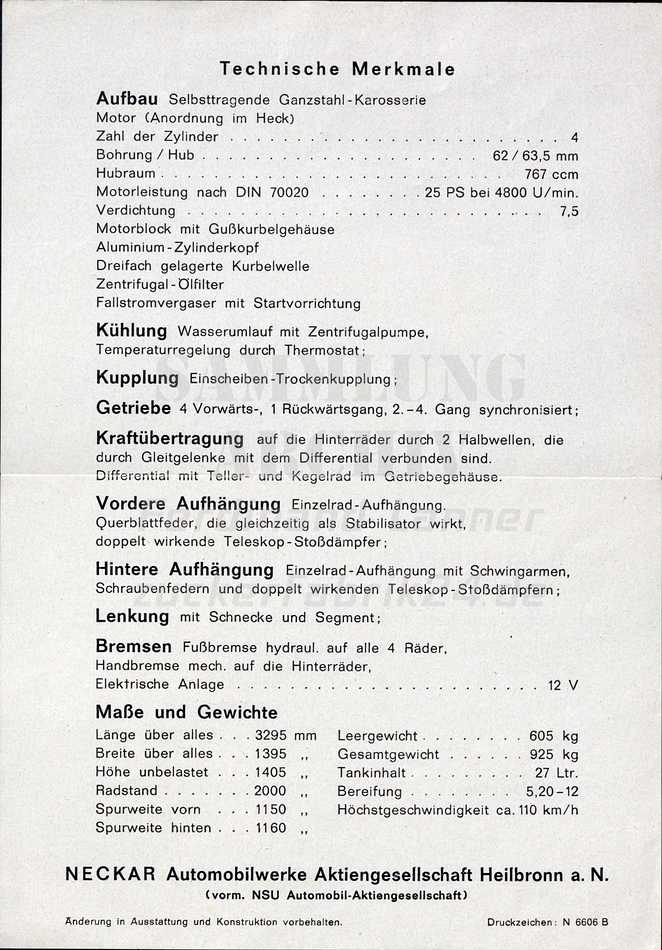 Technische Merkmale
Aufbau Selbsttragende Ganzstahl-Karosserie
Motor (Anordnung im Heck)
Zahl der Zylinder . . . . . . . . . . . . . . . . . . . . . . . . . 4
Bohrung / Hub . . . . . . . . . . . . . . . . . . . . . 62 / 63,5 mm
Hubraum . . . . . . . . . . . . . . . . . . . . . . . . . . . 767 ccm
Motorleistung nach DIN 70020 . . . . . . . . 25 PS bei 4800 U/min.
Verdichtung . . . . . . . . . . . . . . . . . . . . . . . . . . . 7,5
Motorblock mit Gußkurbelgehäuse
Aluminium-Zylinderkopf
Dreifach gelagerte Kurbelwelle
Zentrifugal-Ölfilter
Fallstromvergaser mit Startvorrichtung
Kühlung Wasserumlauf mit Zentrifugalpumpe,
Temperaturregelung durch Thermostat;
SAMMLUNG
Kupplung Einscheiben-Trockenkupplung;
Getriebe 4 Vorwärts-, 1 Rückwärtsgang, 2.–4. Gang synchronisiert;
Kraftübertragung auf die Hinterräder durch 2 Halbwellen, die
durch Gleitgelenke mit dem Differential verbunden sind.
Differential mit Teller- und Kegelrad im Getriebegehäuse.
Vordere Aufhängung Einzelrad-Aufhängung.
Querblattfeder, die gleichzeitig als Stabilisator wirkt,
doppelt wirkende Teleskop-Stoßdämpfer;
Hintere Aufhängung Einzelrad-Aufhängung mit Schwingarmen,
Schraubenfedern und doppelt wirkenden Teleskop-Stoßdämpfern;
zuckerfabrik24.de
Lenkung mit Schnecke und Segment;
Bremsen Fußbremse hydraul. auf alle 4 Räder,
Handbremse mech. auf die Hinterräder,
Elektrische Anlage . . . . . . . . . . . . . . . . . . . . . . . 12 V
Maße und Gewichte
Länge über alles . . . 3295 mm
Breite über alles . . . 1395 „
Höhe unbelastet . . . 1405 „
Radstand . . . . . . . 2000 „
Spurweite vorn . . . 1150 „
Spurweite hinten . . . 1160 „
Leergewicht . . . . . . . . 605 kg
Gesamtgewicht . . . . . . 925 kg
Tankinhalt . . . . . . . . . 27 Ltr.
Bereifung . . . . . . . . 5,20–12
Höchstgeschwindigkeit ca. 110 km/h
NECKAR Automobilwerke Aktiengesellschaft Heilbronn a. N.
(vorm. NSU Automobil-Aktiengesellschaft)
Änderung in Ausstattung und Konstruktion vorbehalten.
Druckzeichen: N 6606 B